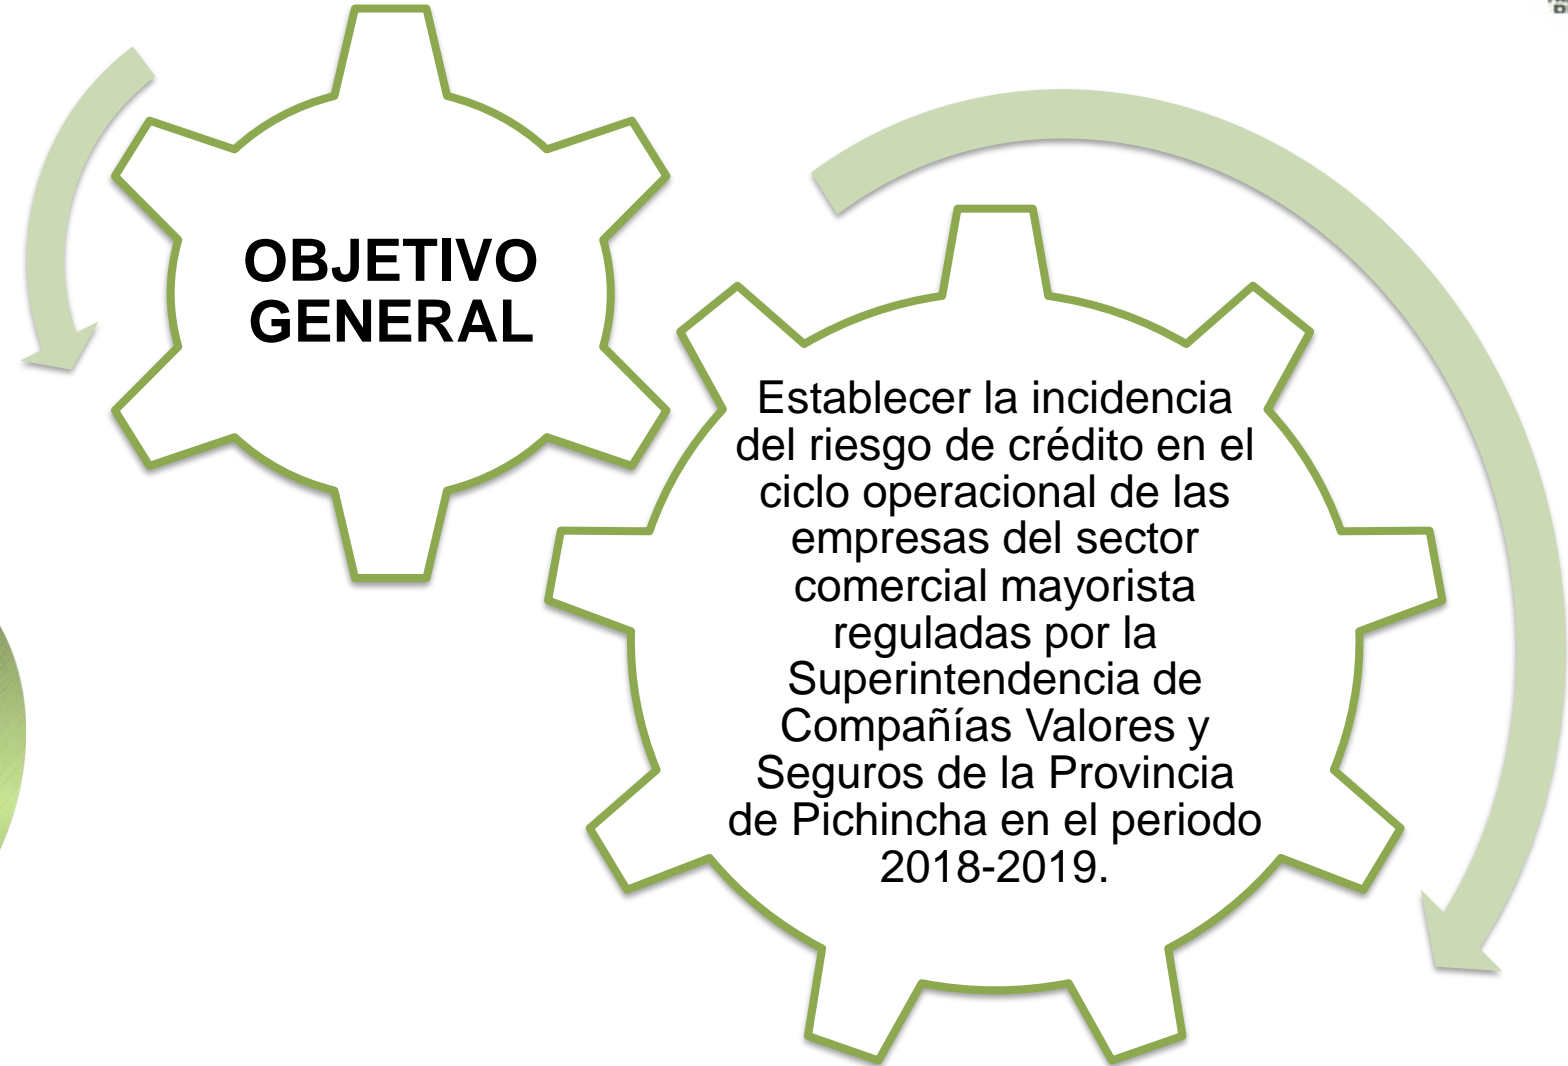 OBJETIVO
GENERAL
Establecer la incidencia
del riesgo de crédito en el
ciclo operacional de las
empresas del sector
comercial mayorista
reguladas por la
Superintendencia de
Compañías Valores y
Seguros de la Provincia
de Pichincha en el periodo
2018-2019.